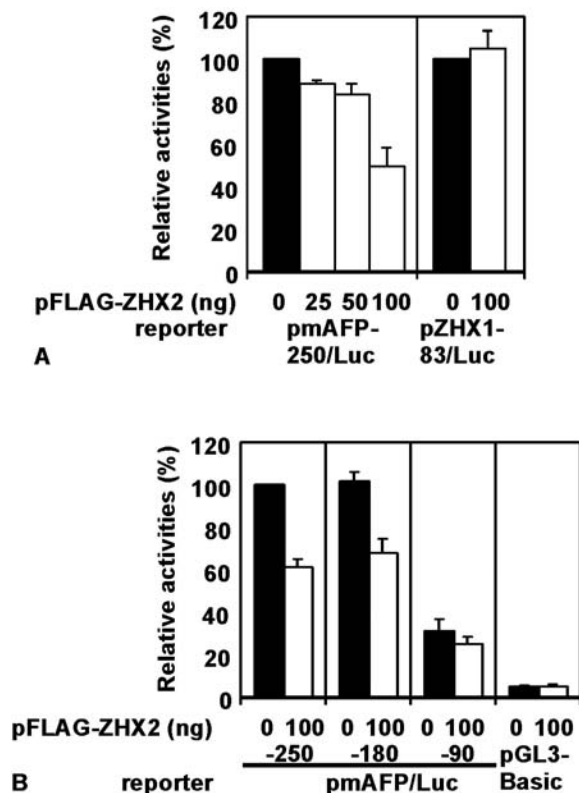 120
100
80
60
40
20
0
Relative activities (%)
pFLAG-ZHX2 (ng) 0 25 50 100 0 100
reporter pmAFP- pZHX1-
A 250/Luc 83/Luc
120
100
80
60
40
20
0
Relative activities (%)
pFLAG-ZHX2 (ng) 0 100 0 100 0 100 0 100
-250 -180 -90 pGL3-
B reporter pmAFP/Luc Basic